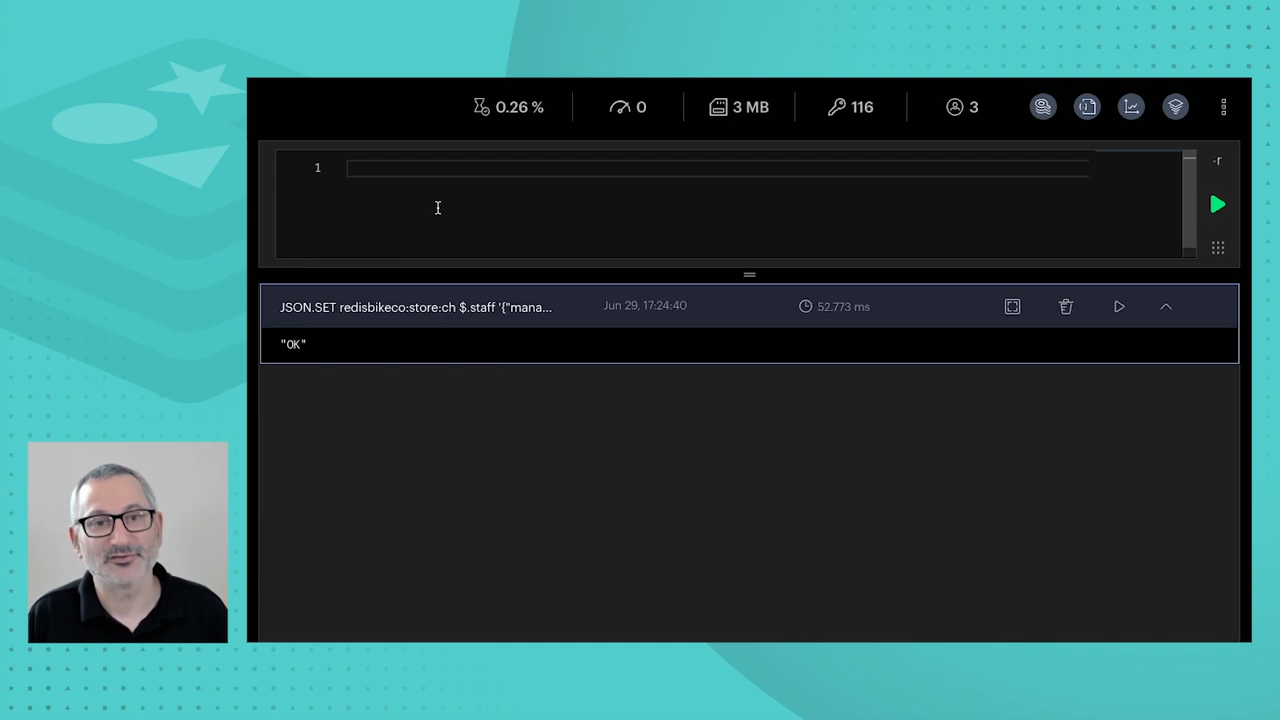 0.26 %
0
3 MB
116
3
1
-r
JSON.SET redisbikeco:store:ch $.staff '{"mana...
Jun 29, 17:24:40
52.773 ms
"OK"